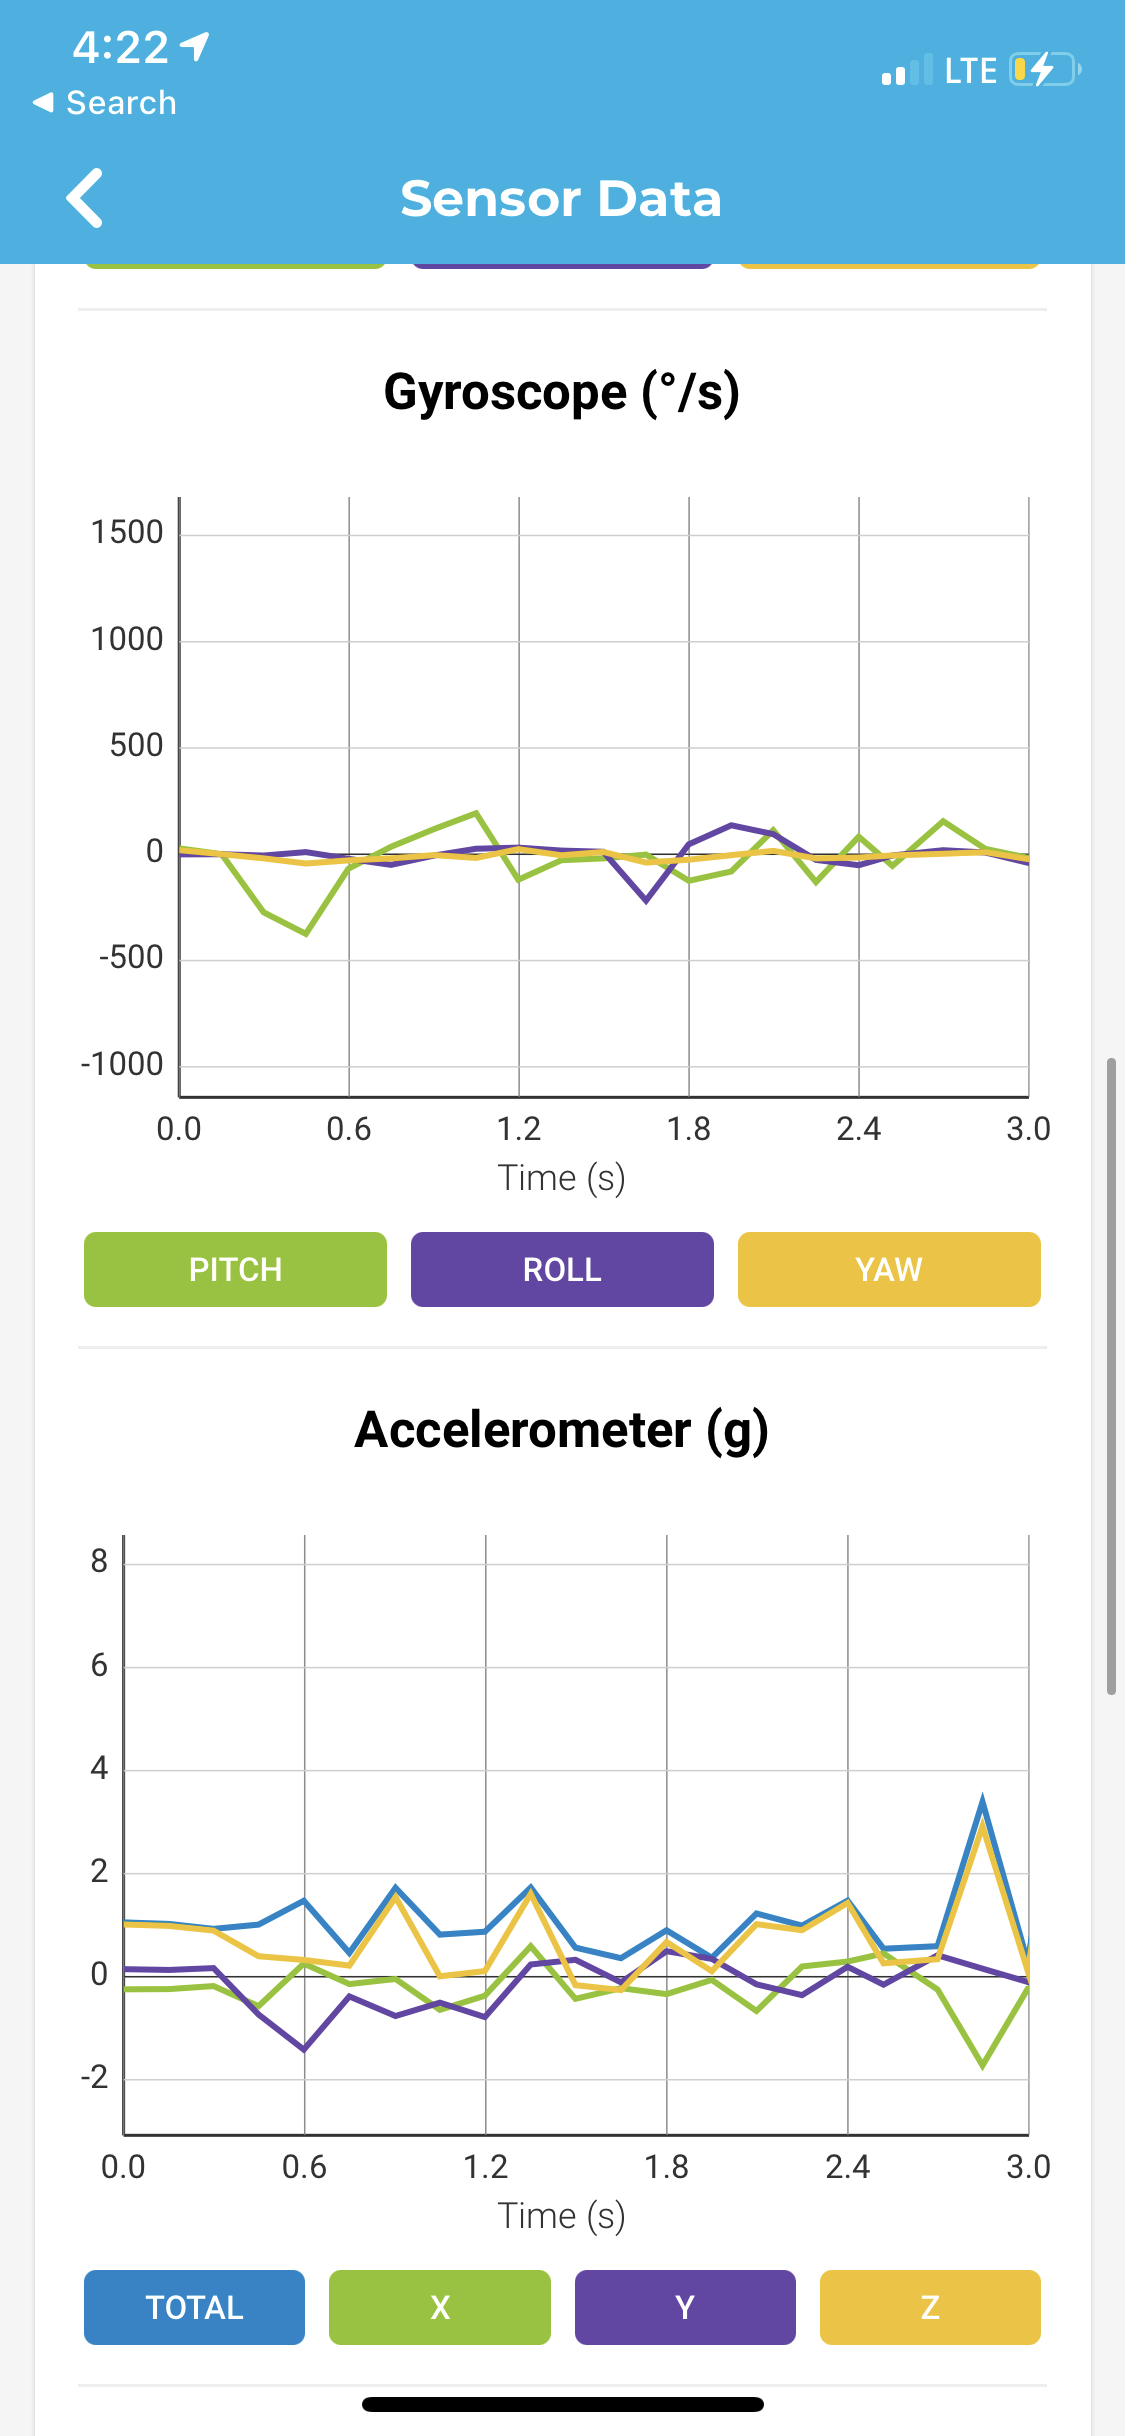 4:22
LTE
Search
Sensor Data
Gyroscope (°/s)
1500
1000
500
0
-500
-1000
0.0 0.6 1.2 1.8 2.4 3.0
Time (s)
PITCH ROLL YAW
Accelerometer (g)
8
6
4
2
0
-2
0.0 0.6 1.2 1.8 2.4 3.0
Time (s)
TOTAL X Y Z